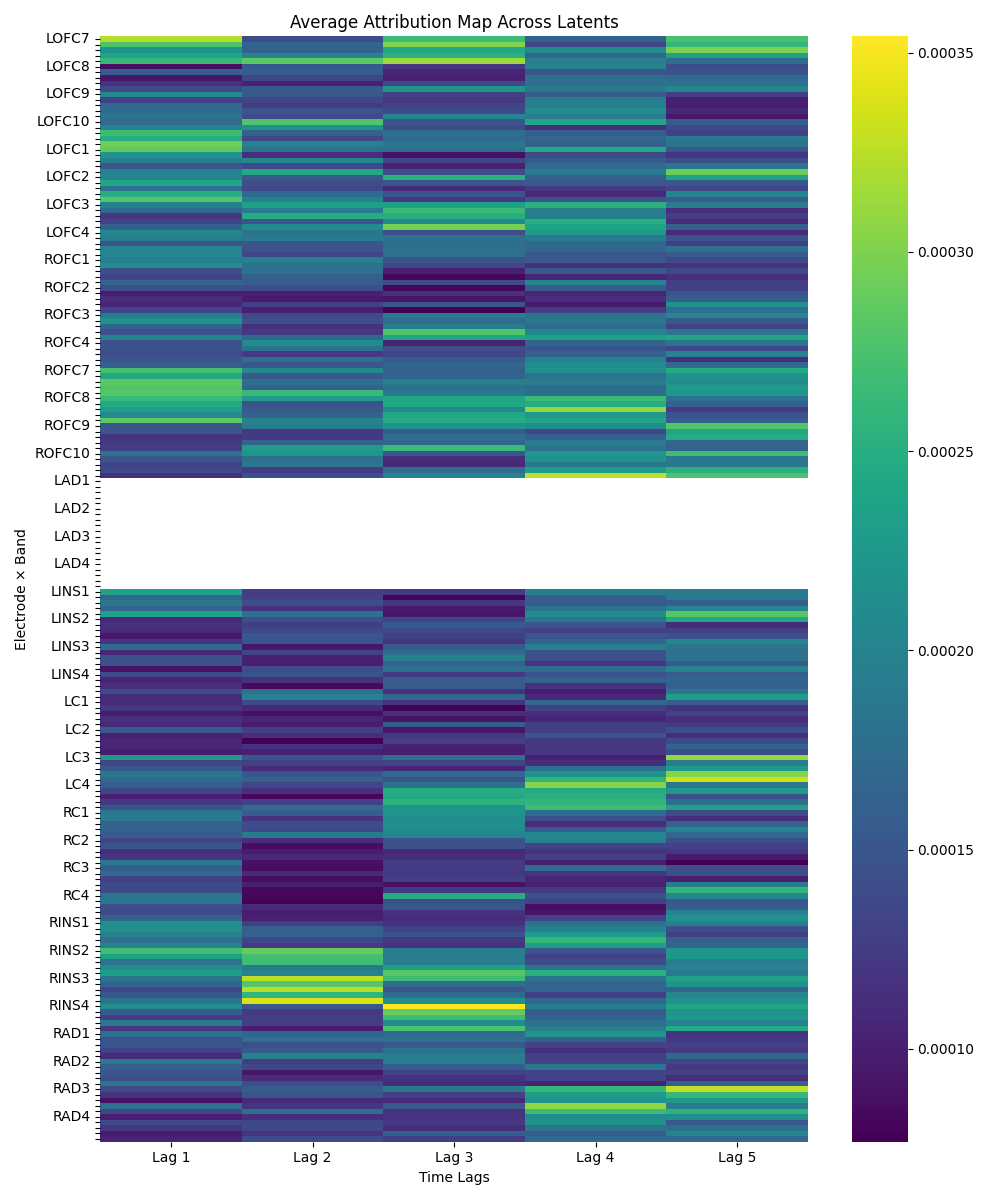 Average Attribution Map Across Latents
Electrode × Band
LOFC7
LOFC8
LOFC9
LOFC10
LOFC1
LOFC2
LOFC3
LOFC4
ROFC1
ROFC2
ROFC3
ROFC4
ROFC7
ROFC8
ROFC9
ROFC10
LAD1
LAD2
LAD3
LAD4
LINS1
LINS2
LINS3
LINS4
LC1
LC2
LC3
LC4
RC1
RC2
RC3
RC4
RINS1
RINS2
RINS3
RINS4
RAD1
RAD2
RAD3
RAD4
Lag 1 Lag 2 Lag 3 Lag 4 Lag 5
Time Lags
0.00035
0.00030
0.00025
0.00020
0.00015
0.00010